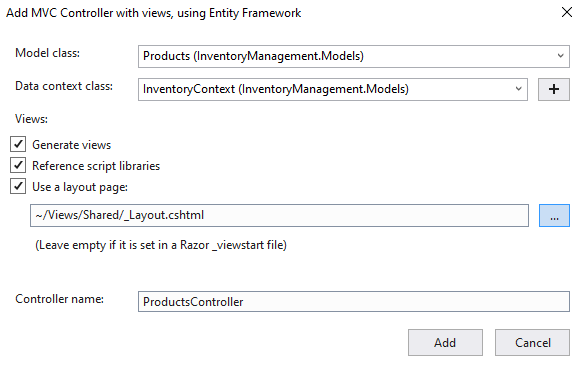 Add MVC Controller with views, using Entity Framework
Model class:
Products (InventoryManagement.Models)
Data context class:
InventoryContext (InventoryManagement.Models)
+
Views:
Generate views
Reference script libraries
Use a layout page:
~/Views/Shared/_Layout.cshtml
...
(Leave empty if it is set in a Razor _viewstart file)
Controller name:
ProductsController
Add
Cancel